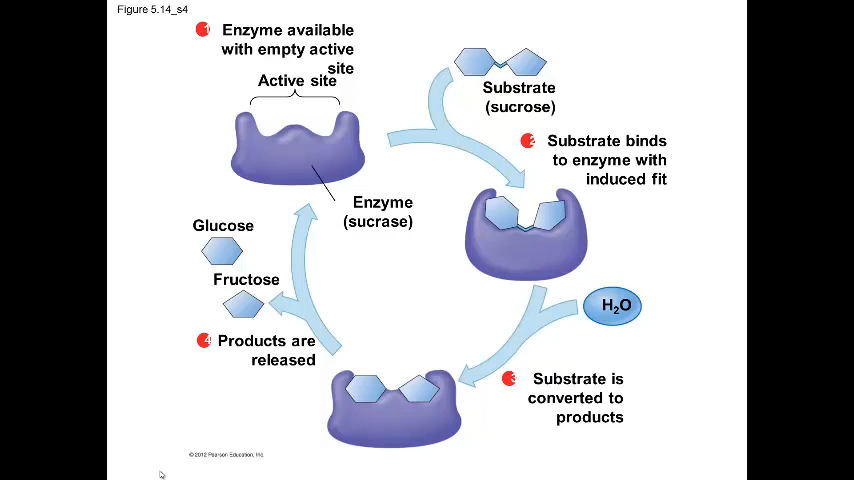 Figure 5.14_s4
1 Enzyme available
with empty active
site
Active site
Substrate
(sucrose)
2 Substrate binds
to enzyme with
induced fit
Enzyme
(sucrase)
Glucose
Fructose
H₂O
4 Products are
released
3 Substrate is
converted to
products
© 2012 Pearson Education, Inc.